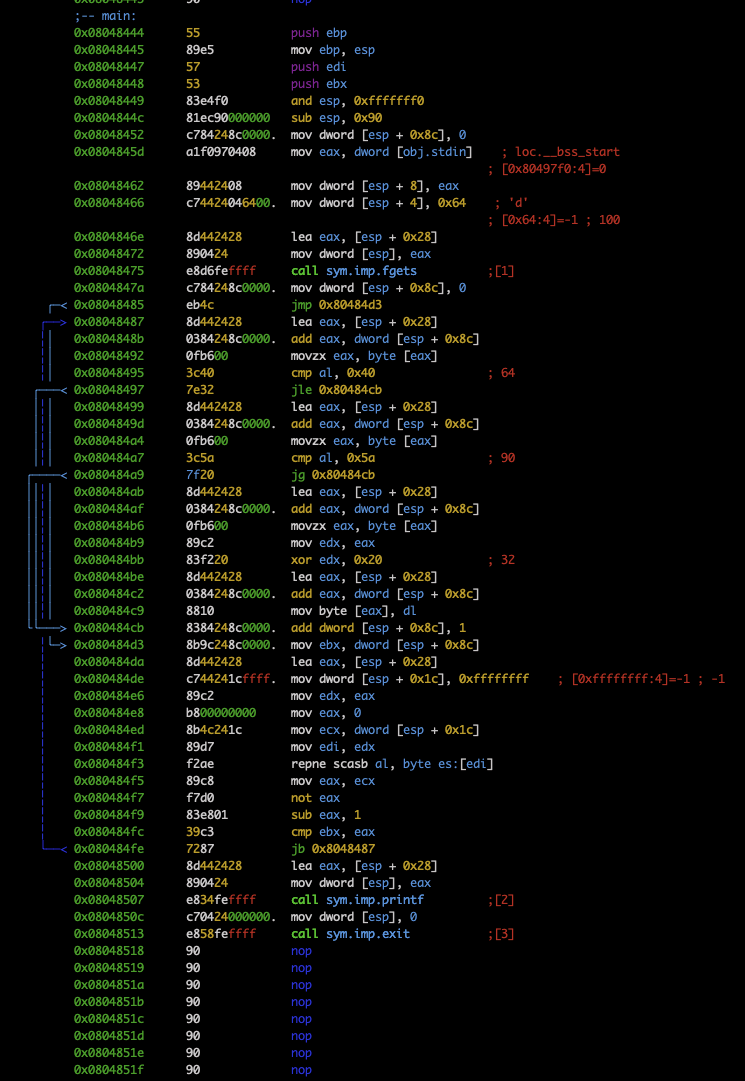 0x08048443 90 nop
;-- main:
0x08048444 55 push ebp
0x08048445 89e5 mov ebp, esp
0x08048447 57 push edi
0x08048448 53 push ebx
0x08048449 83e4f0 and esp, 0xfffffff0
0x0804844c 81ec90000000 sub esp, 0x90
0x08048452 c784248c0000. mov dword [esp + 0x8c], 0
0x0804845d a1f0970408 mov eax, dword [obj.stdin] ; loc.__bss_start
; [0x80497f0:4]=0
0x08048462 89442408 mov dword [esp + 8], eax
0x08048466 c74424046400. mov dword [esp + 4], 0x64 ; 'd'
; [0x64:4]=-1 ; 100
0x0804846e 8d442428 lea eax, [esp + 0x28]
0x08048472 890424 mov dword [esp], eax
0x08048475 e8d6feffff call sym.imp.fgets ;[1]
0x0804847a c784248c0000. mov dword [esp + 0x8c], 0
0x08048485 eb4c jmp 0x80484d3
0x08048487 8d442428 lea eax, [esp + 0x28]
0x0804848b 0384248c0000. add eax, dword [esp + 0x8c]
0x08048492 0fb600 movzx eax, byte [eax]
0x08048495 3c40 cmp al, 0x40 ; 64
0x08048497 7e32 jle 0x80484cb
0x08048499 8d442428 lea eax, [esp + 0x28]
0x0804849d 0384248c0000. add eax, dword [esp + 0x8c]
0x080484a4 0fb600 movzx eax, byte [eax]
0x080484a7 3c5a cmp al, 0x5a ; 90
0x080484a9 7f20 jg 0x80484cb
0x080484ab 8d442428 lea eax, [esp + 0x28]
0x080484af 0384248c0000. add eax, dword [esp + 0x8c]
0x080484b6 0fb600 movzx eax, byte [eax]
0x080484b9 89c2 mov edx, eax
0x080484bb 83f220 xor edx, 0x20 ; 32
0x080484be 8d442428 lea eax, [esp + 0x28]
0x080484c2 0384248c0000. add eax, dword [esp + 0x8c]
0x080484c9 8810 mov byte [eax], dl
0x080484cb 8384248c0000. add dword [esp + 0x8c], 1
0x080484d3 8b9c248c0000. mov ebx, dword [esp + 0x8c]
0x080484da 8d442428 lea eax, [esp + 0x28]
0x080484de c744241cffff. mov dword [esp + 0x1c], 0xffffffff ; [0xffffffff:4]=-1 ; -1
0x080484e6 89c2 mov edx, eax
0x080484e8 b800000000 mov eax, 0
0x080484ed 8b4c241c mov ecx, dword [esp + 0x1c]
0x080484f1 89d7 mov edi, edx
0x080484f3 f2ae repne scasb al, byte es:[edi]
0x080484f5 89c8 mov eax, ecx
0x080484f7 f7d0 not eax
0x080484f9 83e801 sub eax, 1
0x080484fc 39c3 cmp ebx, eax
0x080484fe 7287 jb 0x8048487
0x08048500 8d442428 lea eax, [esp + 0x28]
0x08048504 890424 mov dword [esp], eax
0x08048507 e834feffff call sym.imp.printf ;[2]
0x0804850c c70424000000. mov dword [esp], 0
0x08048513 e858feffff call sym.imp.exit ;[3]
0x08048518 90 nop
0x08048519 90 nop
0x0804851a 90 nop
0x0804851b 90 nop
0x0804851c 90 nop
0x0804851d 90 nop
0x0804851e 90 nop
0x0804851f 90 nop